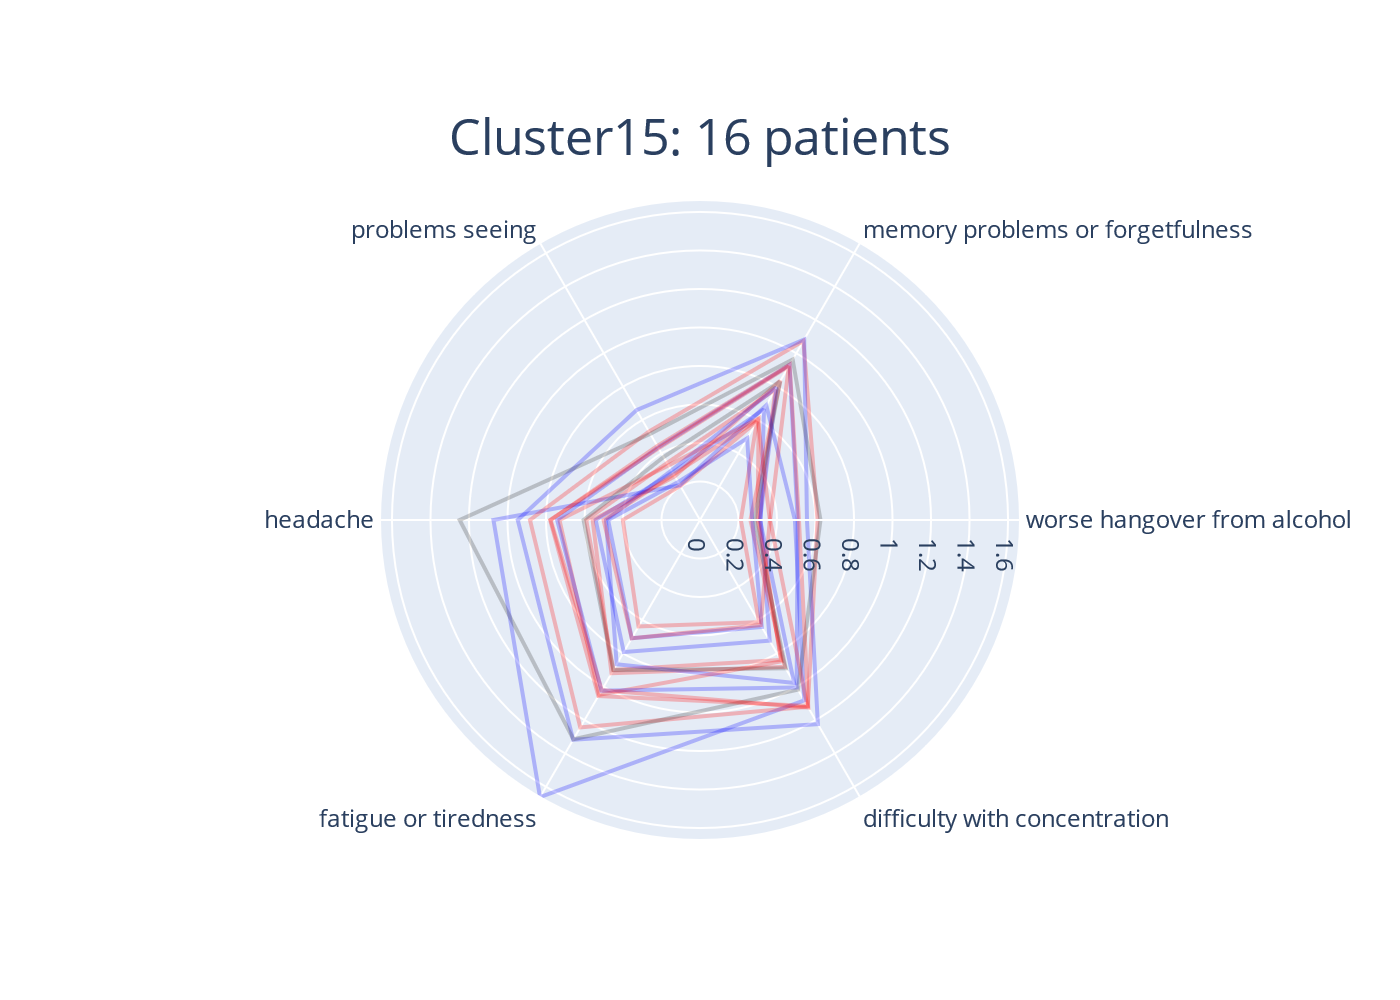 Cluster15: 16 patients
problems seeing
memory problems or forgetfulness
headache
worse hangover from alcohol
0
0.2
0.4
0.6
0.8
1
1.2
1.4
1.6
fatigue or tiredness
difficulty with concentration